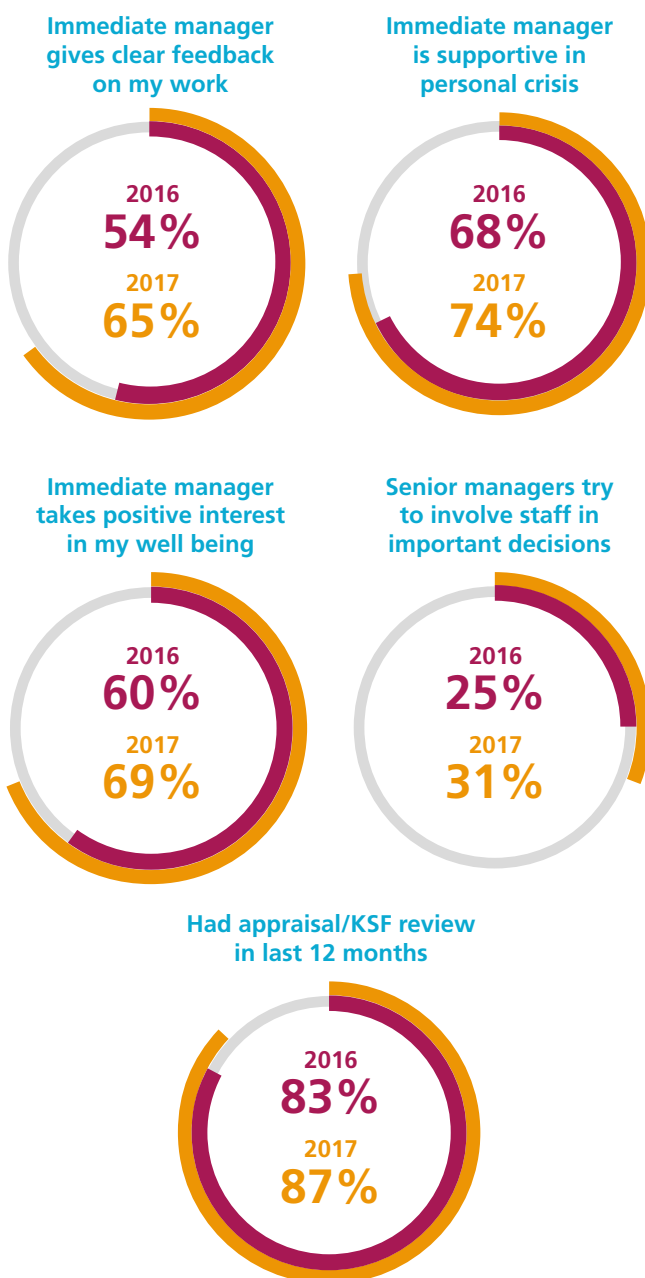 Immediate manager
gives clear feedback
on my work
2016
54%
2017
65%
Immediate manager
is supportive in
personal crisis
2016
68%
2017
74%
Immediate manager
takes positive interest
in my well being
2016
60%
2017
69%
Senior managers try
to involve staff in
important decisions
2016
25%
2017
31%
Had appraisal/KSF review
in last 12 months
2016
83%
2017
87%